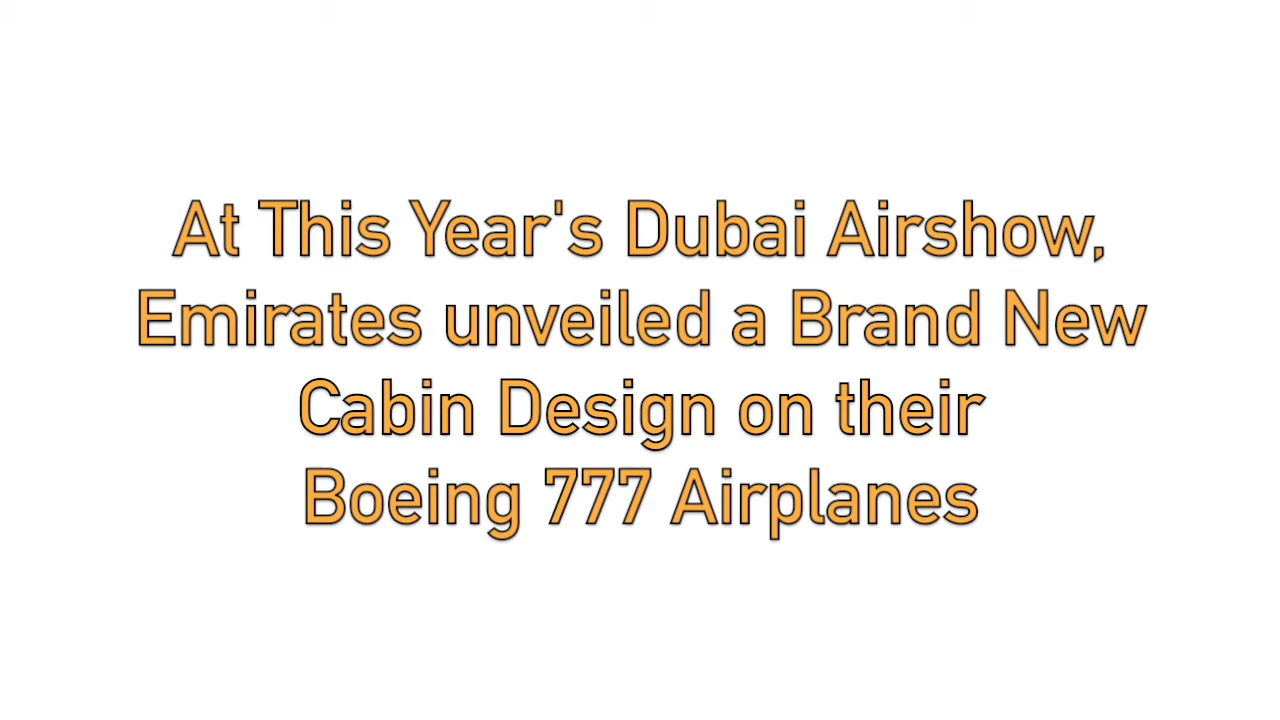 At This Year's Dubai Airshow,
Emirates unveiled a Brand New
Cabin Design on their
Boeing 777 Airplanes